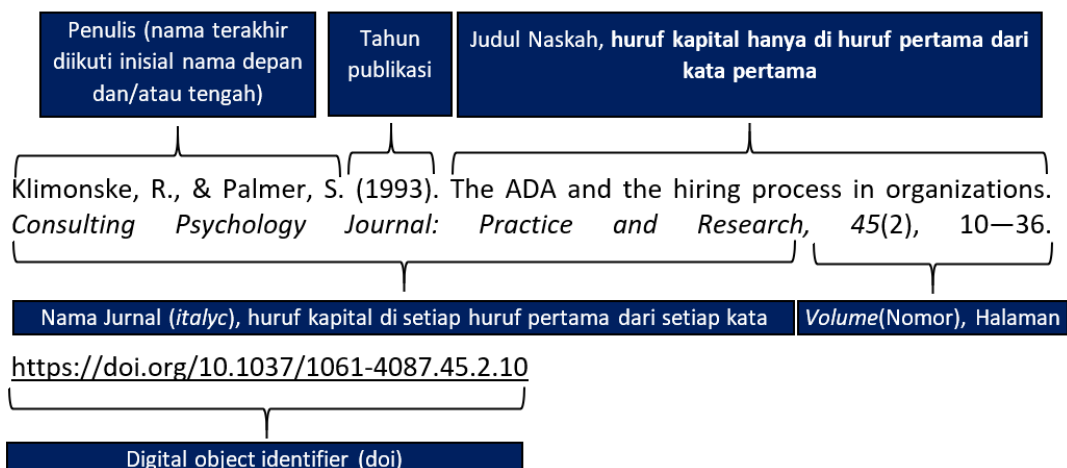 Penulis (nama terakhir
diikuti inisial nama depan
dan/atau tengah)
Tahun
publikasi
Judul Naskah, huruf kapital hanya di huruf pertama dari
kata pertama
Klimonske, R., & Palmer, S. (1993). The ADA and the hiring process in organizations.
Consulting Psychology Journal: Practice and Research, 45(2), 10—36.
Nama Jurnal (italyc), huruf kapital di setiap huruf pertama dari setiap kata
Volume(Nomor), Halaman
https://doi.org/10.1037/1061-4087.45.2.10
Digital object identifier (doi)